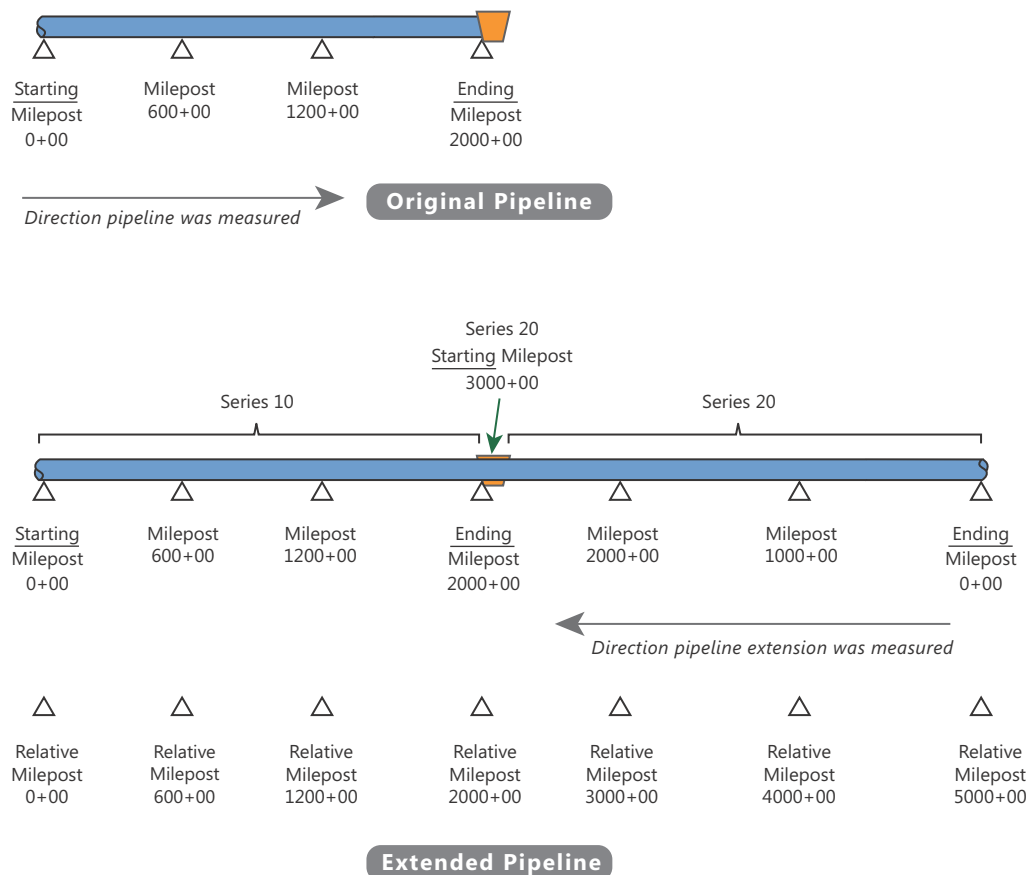 Starting
Milepost
0+00
Milepost
600+00
Milepost
1200+00
Ending
Milepost
2000+00
Direction pipeline was measured
Original Pipeline
Series 20
Starting Milepost
3000+00
Series 10
Series 20
Starting
Milepost
0+00
Milepost
600+00
Milepost
1200+00
Ending
Milepost
2000+00
Milepost
2000+00
Milepost
1000+00
Ending
Milepost
0+00
Direction pipeline extension was measured
Relative
Milepost
0+00
Relative
Milepost
600+00
Relative
Milepost
1200+00
Relative
Milepost
2000+00
Relative
Milepost
3000+00
Relative
Milepost
4000+00
Relative
Milepost
5000+00
Extended Pipeline